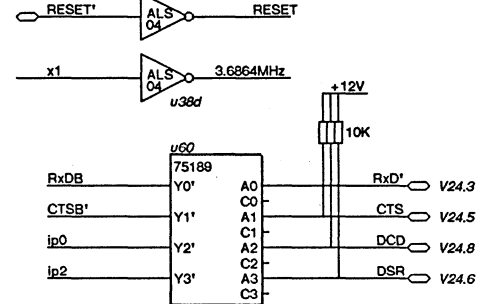 RESET' ALS 04 RESET
x1 ALS 04 3.6864MHz
u38d
+12V
10K
u60
75189
RxDB Y0' A0 RxD' V24.3
C0
CTSB' Y1' A1 CTS V24.5
C1
ip0 Y2' A2 DCD V24.8
C2
ip2 Y3' A3 DSR V24.6
C3